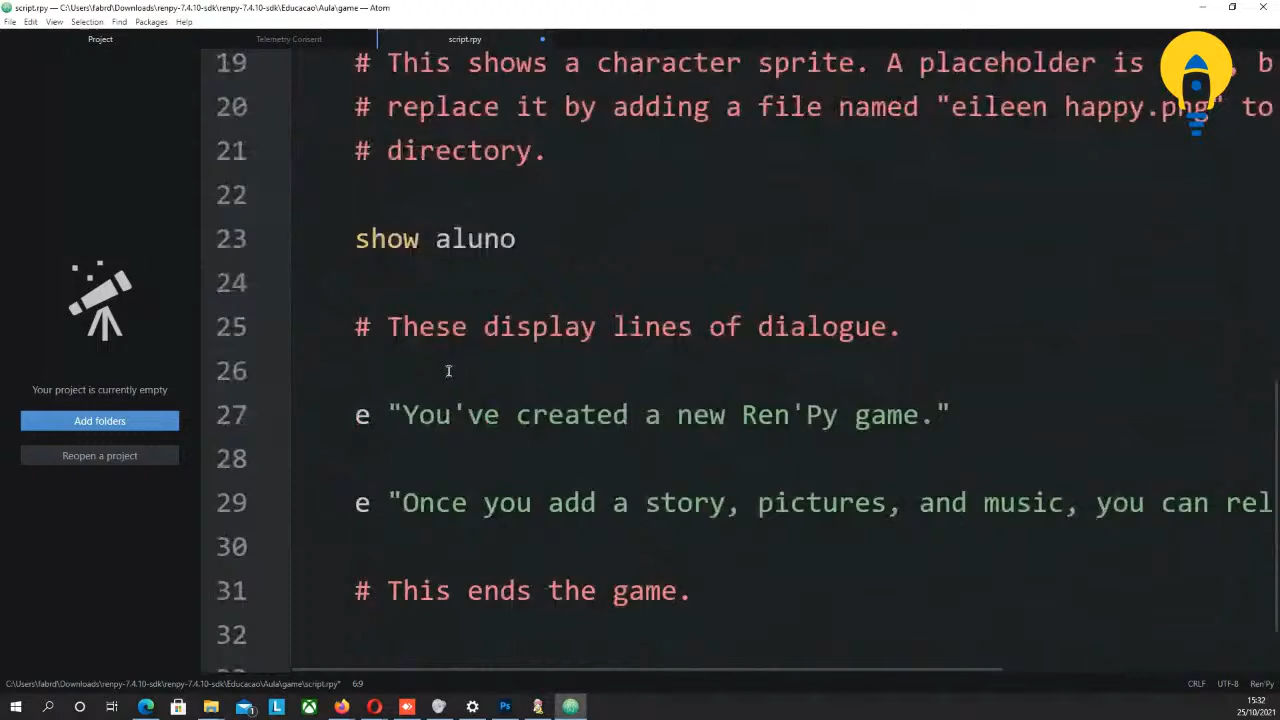 script.rpy — C:\Users\fabrd\Downloads\renpy-7.4.10-sdk\renpy-7.4.10-sdk\Educacao\Aula\game — Atom
File Edit View Selection Find Packages Help
Project
Telemetry Consent
script.rpy
19 # This shows a character sprite. A placeholder is b
20 # replace it by adding a file named "eileen happy.png" to
21 # directory.
22
23 show aluno
24
25 # These display lines of dialogue.
26
27 e "You've created a new Ren'Py game."
28
29 e "Once you add a story, pictures, and music, you can rel
30
31 # This ends the game.
32
Your project is currently empty
Add folders
Reopen a project
C:\Users\fabrd\Downloads\renpy-7.4.10-sdk\renpy-7.4.10-sdk\Educacao\Aula\game\script.rpy* 6:9
CRLF UTF-8 Ren'Py
15:32
25/10/2021